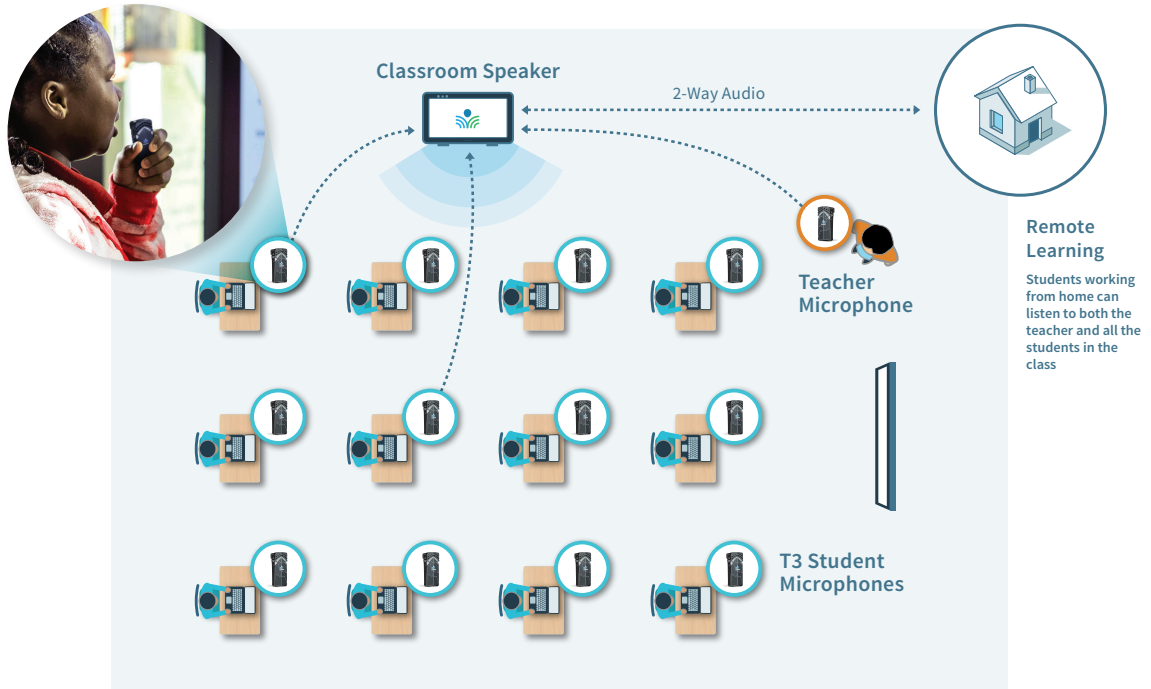 Classroom Speaker
2-Way Audio
Teacher
Microphone
Remote
Learning
Students working
from home can
listen to both the
teacher and all the
students in the
class
T3 Student
Microphones